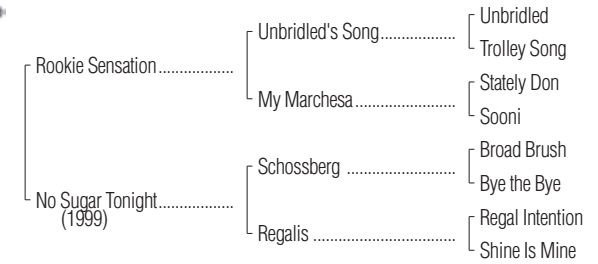 Unbridled
Unbridled's Song..................
Trolley Song
Rookie Sensation..................
Stately Don
My Marchesa........................
Sooni
Broad Brush
Schossberg ..........................
Bye the Bye
No Sugar Tonight..................
(1999)
Regal Intention
Regalis ..................................
Shine Is Mine